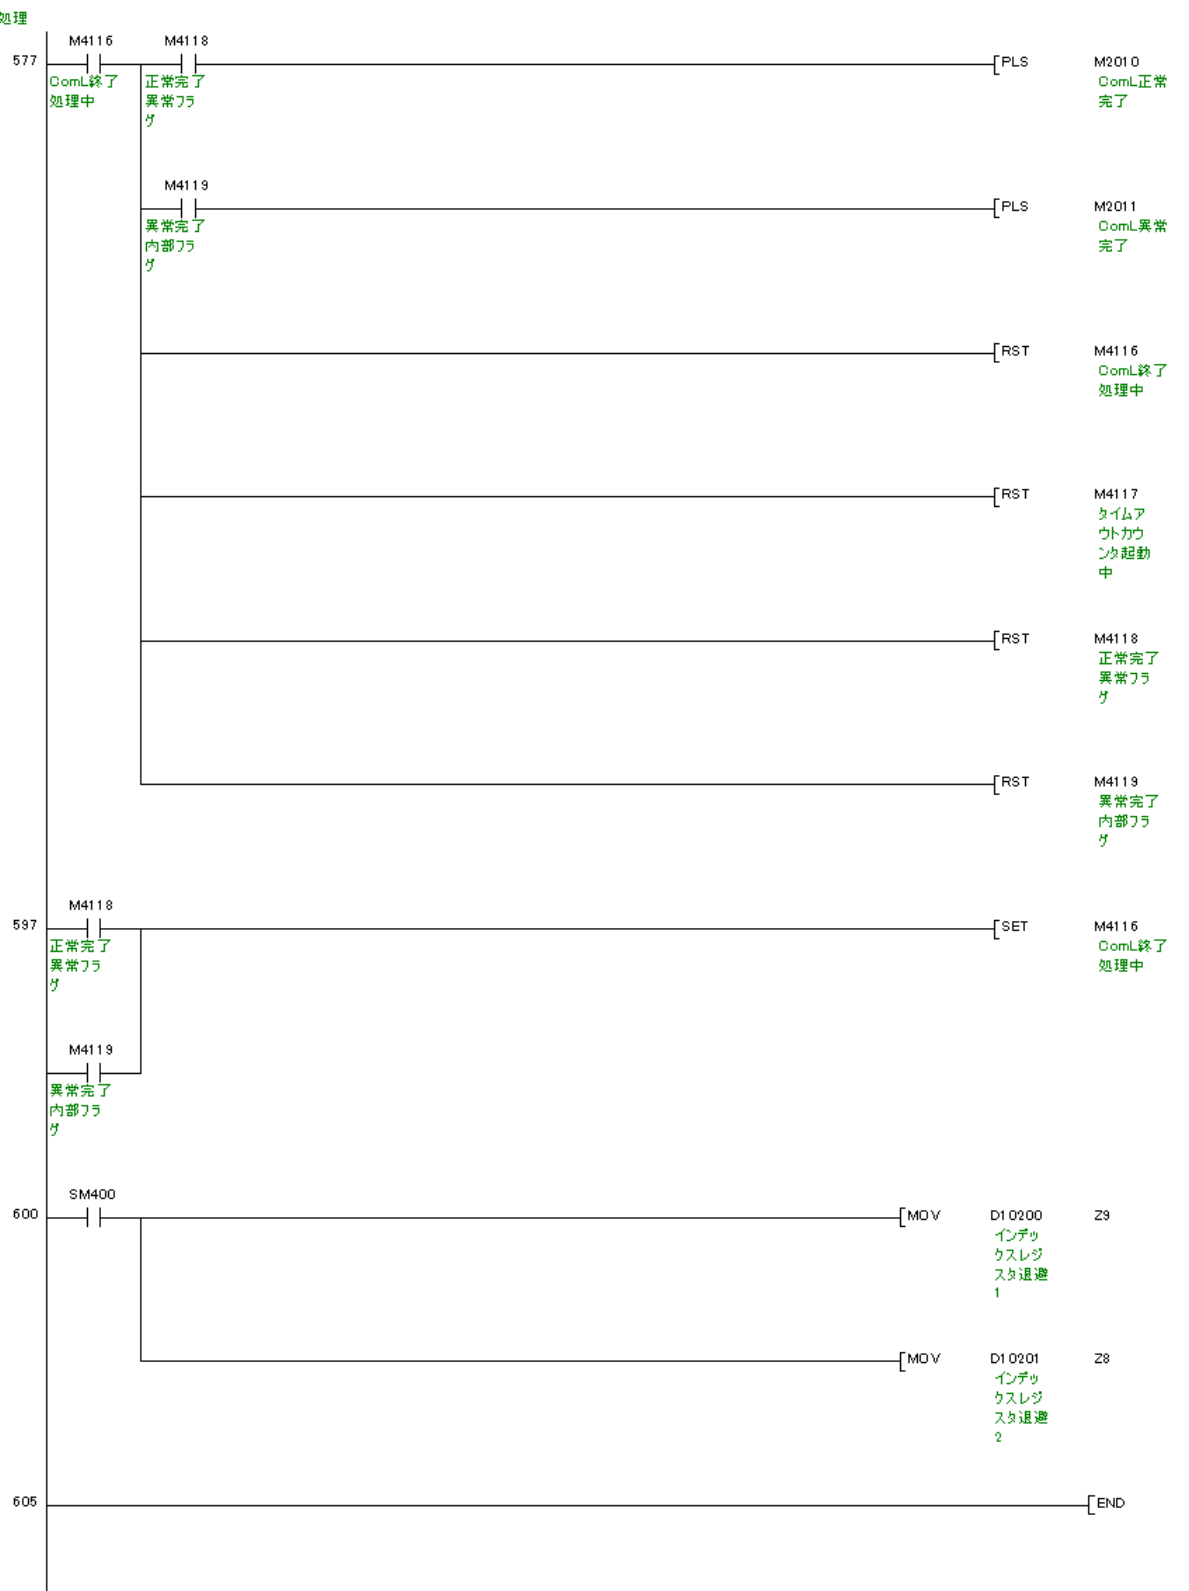 処理
M4116 M4118
577 PLS M2010
ComL終了 正常完了 ComL正常
処理中 異常フラ 完了
グ
M4119
PLS M2011
異常完了 ComL異常
内部フラ 完了
グ
RST M4116
ComL終了
処理中
RST M4117
タイムア
ウトカウ
ンタ起動
中
RST M4118
正常完了
異常フラ
グ
RST M4119
異常完了
内部フラ
グ
M4118
597 SET M4116
正常完了 ComL終了
異常フラ 処理中
グ
M4119
異常完了
内部フラ
グ
SM400
600 MOV D10200 Z9
インデッ
クスレジ
スタ退避
1
MOV D10201 Z8
インデッ
クスレジ
スタ退避
2
605 END